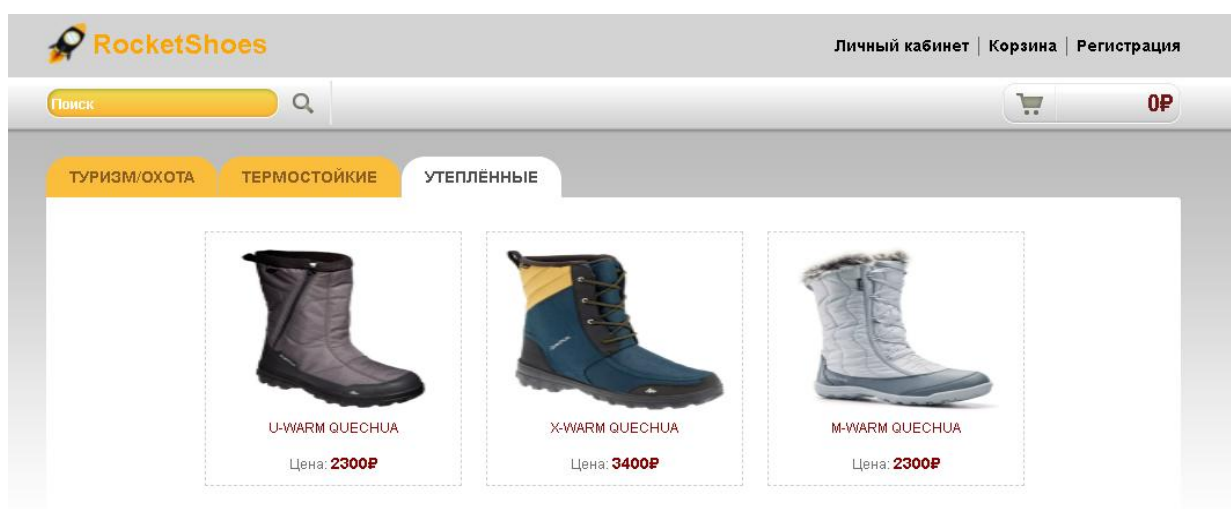 RocketShoes
Личный кабинет | Корзина | Регистрация
Поиск
0₽
ТУРИЗМ/ОХОТА ТЕРМОСТОЙКИЕ УТЕПЛЁННЫЕ
U-WARM QUECHUA X-WARM QUECHUA M-WARM QUECHUA
Цена: 2300₽ Цена: 3400₽ Цена: 2300₽